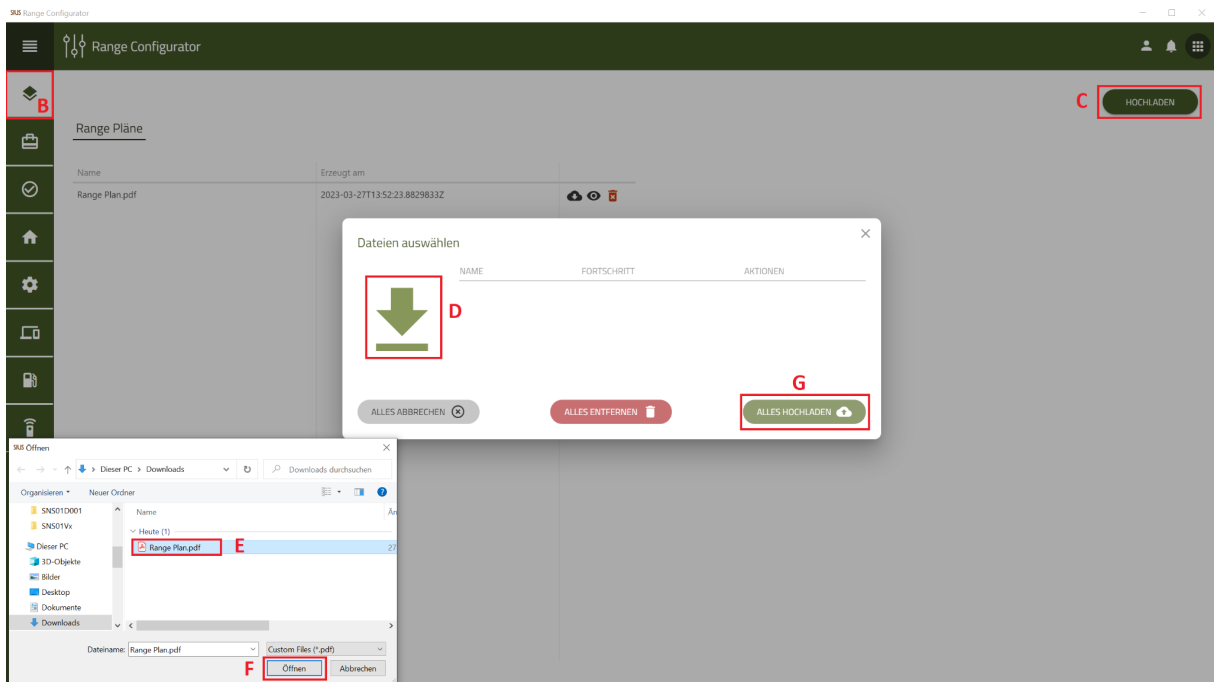 SIUS Range Configurator
Range Configurator
B
C
HOCHLADEN
Range Pläne
Name
Erzeugt am
Range Plan.pdf
2023-03-27T13:52:23.8829833Z
Dateien auswählen
NAME
FORTSCHRITT
AKTIONEN
D
G
ALLES ABBRECHEN
ALLES ENTFERNEN
ALLES HOCHLADEN
SIUS Öffnen
Dieser PC > Downloads
Downloads durchsuchen
Organisieren
Neuer Ordner
?
SNS01D001
SNS01Vx
Dieser PC
3D-Objekte
Bilder
Desktop
Dokumente
Downloads
Name
Än
Heute (1)
Range Plan.pdf
E
27
Dateiname:
Range Plan.pdf
Custom Files (*.pdf)
F
Öffnen
Abbrechen